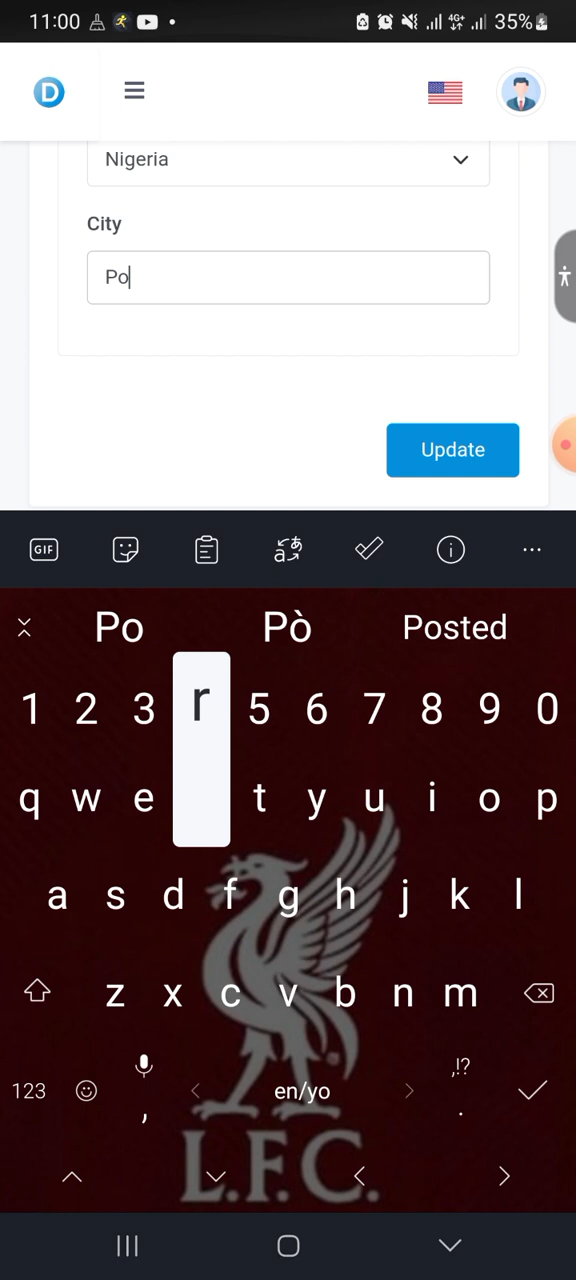 11:00 4G+ 35%
D
Nigeria
City
Po
Update
GIF
Po Pò Posted
1 2 3 r 5 6 7 8 9 0
q w e t y u i o p
a s d f g h j k l
z x c v b n m
,!?
123 , < en/yo > .
L.F.C.